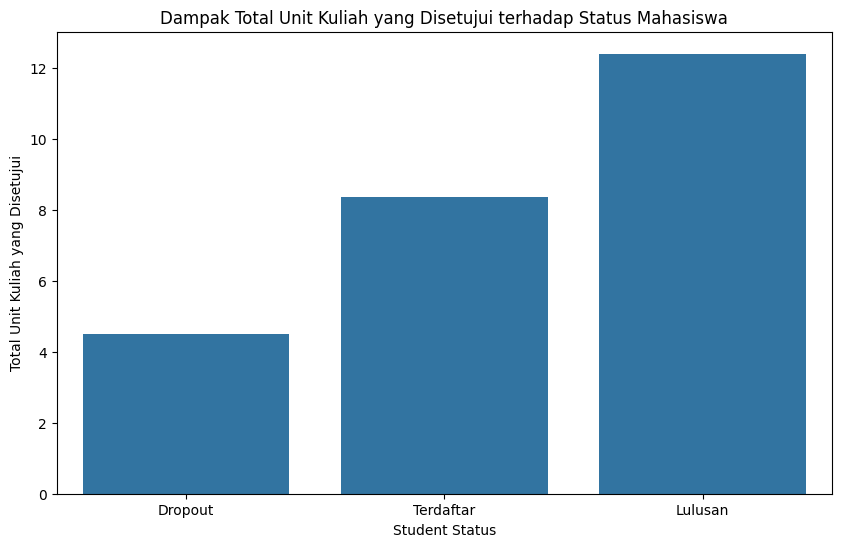 Dampak Total Unit Kuliah yang Disetujui terhadap Status Mahasiswa
Total Unit Kuliah yang Disetujui
12
10
8
6
4
2
0
Dropout
Terdaftar
Lulusan
Student Status